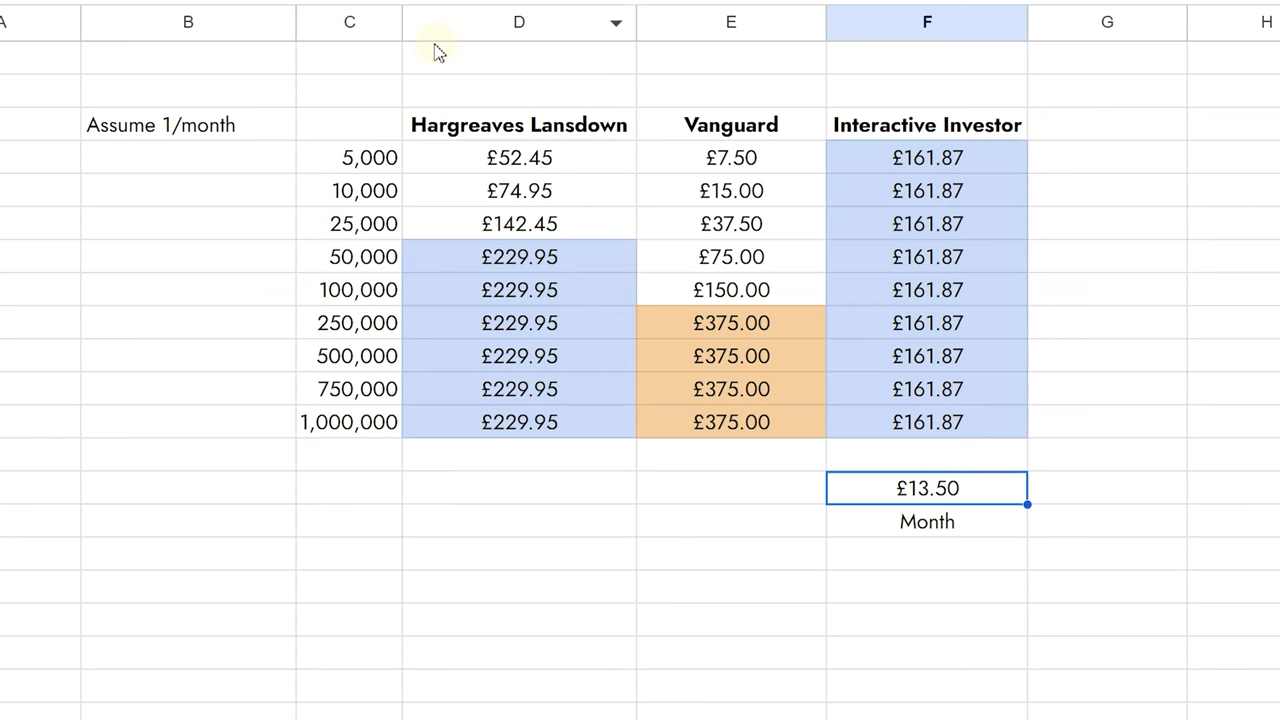 A B C D E F G H
Assume 1/month Hargreaves Lansdown Vanguard Interactive Investor
5,000 £52.45 £7.50 £161.87
10,000 £74.95 £15.00 £161.87
25,000 £142.45 £37.50 £161.87
50,000 £229.95 £75.00 £161.87
100,000 £229.95 £150.00 £161.87
250,000 £229.95 £375.00 £161.87
500,000 £229.95 £375.00 £161.87
750,000 £229.95 £375.00 £161.87
1,000,000 £229.95 £375.00 £161.87
£13.50
Month